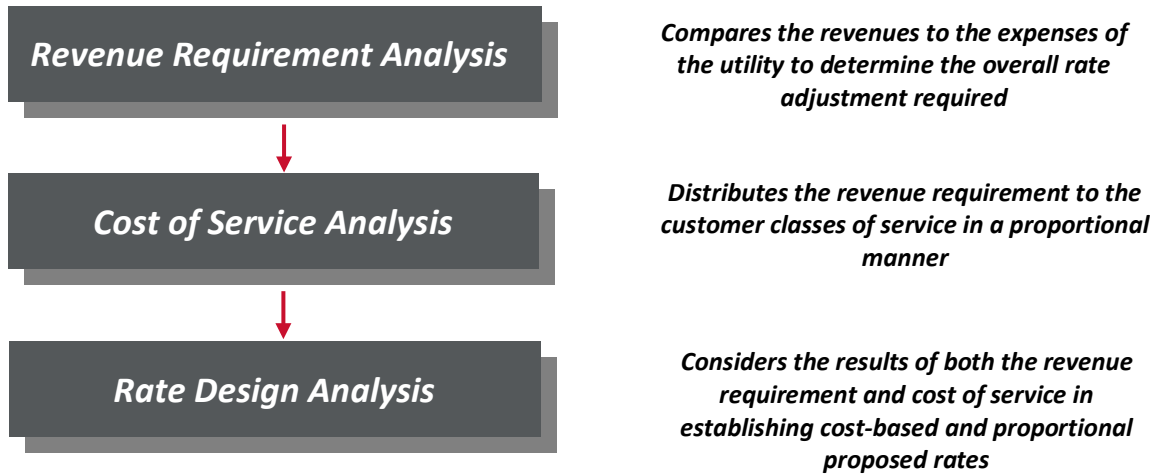 Revenue Requirement Analysis
Compares the revenues to the expenses of
the utility to determine the overall rate
adjustment required
Cost of Service Analysis
Distributes the revenue requirement to the
customer classes of service in a proportional
manner
Rate Design Analysis
Considers the results of both the revenue
requirement and cost of service in
establishing cost-based and proportional
proposed rates